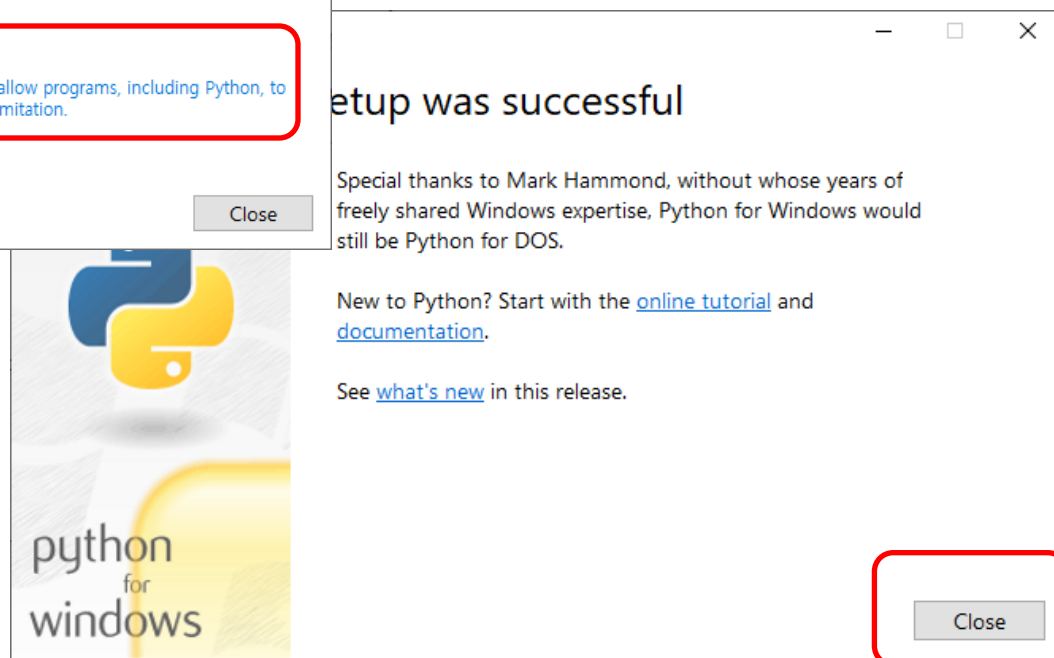 allow programs, including Python, to
mitation.
Close
etup was successful
Special thanks to Mark Hammond, without whose years of
freely shared Windows expertise, Python for Windows would
still be Python for DOS.
New to Python? Start with the online tutorial and
documentation.
See what's new in this release.
python
for
windows
Close